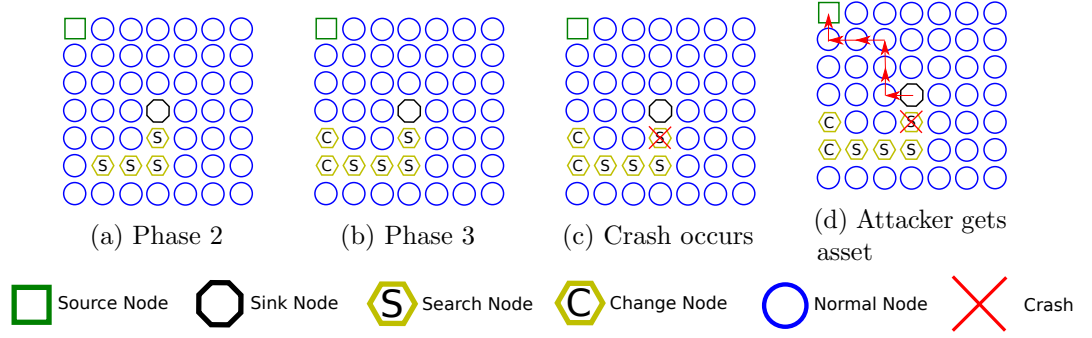 S
S S S
(a) Phase 2
C S
C S S S
(b) Phase 3
C S
C S S S
(c) Crash occurs
C S
C S S S
(d) Attacker gets
asset
Source Node
Sink Node
S Search Node
C Change Node
Normal Node
Crash